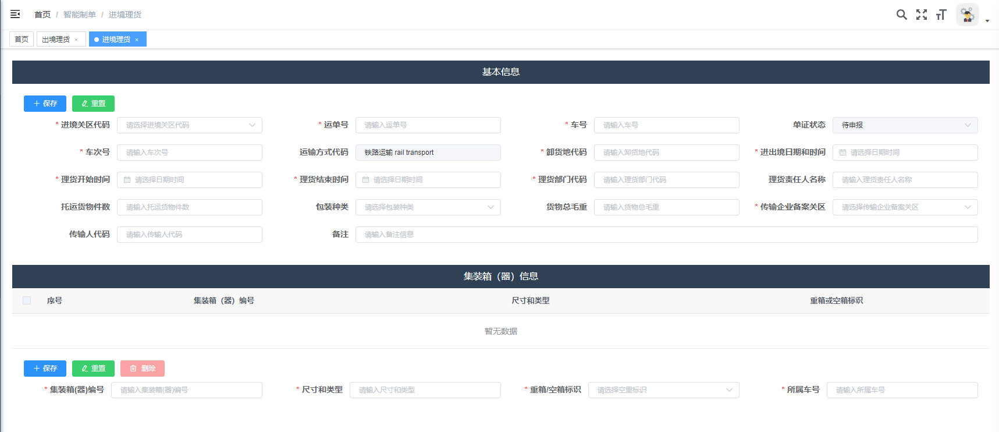 首页 / 智能制单 / 进境理货
首页 出境理货 × 进境理货 ×
基本信息
保存 重置
* 进境关区代码 请选择进境关区代码 * 运单号 请输入运单号 * 车号 请输入车号 单证状态 待申报
* 车次号 请输入车次号 运输方式代码 铁路运输 rail transport * 卸货地代码 请输入卸货地代码 * 进出境日期和时间 请选择日期时间
* 理货开始时间 请选择日期时间 * 理货结束时间 请选择日期时间 * 理货部门代码 请输入理货部门代码 理货责任人名称 请输入理货责任人名称
托运货物件数 请输入托运货物件数 包装种类 请选择包装种类 货物总毛重 请输入货物总毛重 * 传输企业备案关区 请选择传输企业备案关区
传输人代码 请输入传输人代码 备注 请输入备注信息
集装箱（器）信息
序号 集装箱（器）编号 尺寸和类型 重箱或空箱标识
暂无数据
保存 重置 删除
* 集装箱(器)编号 请输入集装箱(器)编号 * 尺寸和类型 请输入尺寸和类型 * 重箱/空箱标识 请选择空重标识 * 所属车号 请输入所属车号